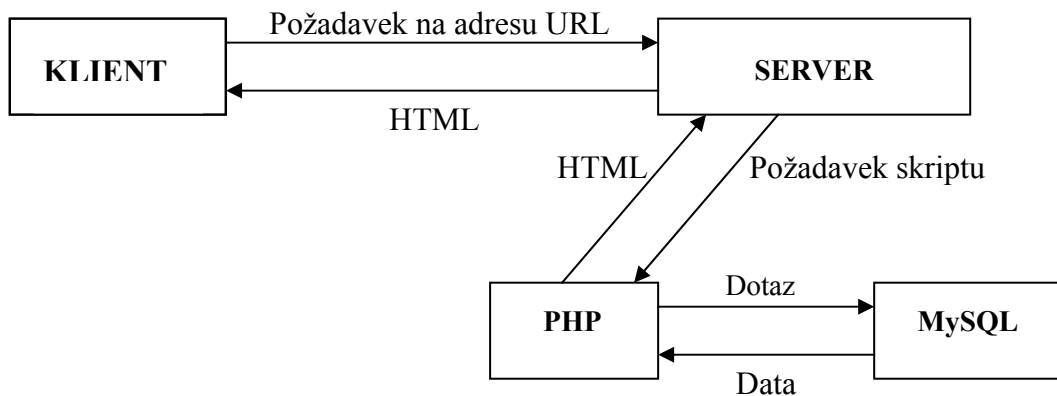 Požadavek na adresu URL
KLIENT
SERVER
HTML
HTML
Požadavek skriptu
Dotaz
PHP
MySQL
Data